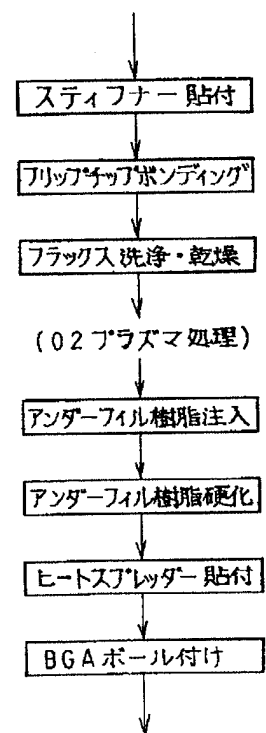 スティフナー貼付
フリップチップボンディング
フラックス洗浄・乾燥
(O2プラズマ処理)
アンダーフィル樹脂注入
アンダーフィル樹脂硬化
ヒートスプレッダー貼付
BGAボール付け